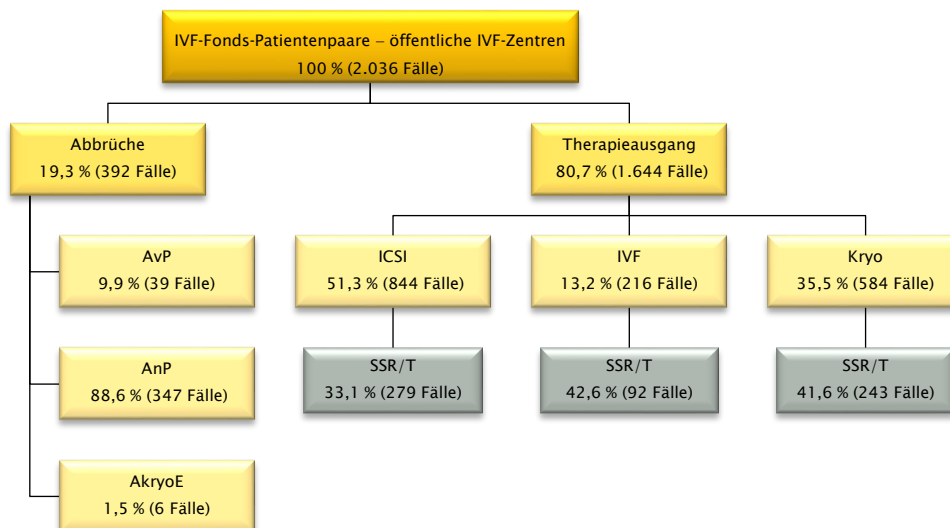 IVF-Fonds-Patientenpaare – öffentliche IVF-Zentren
100 % (2.036 Fälle)
Abbrüche
19,3 % (392 Fälle)
Therapieausgang
80,7 % (1.644 Fälle)
AvP
9,9 % (39 Fälle)
ICSI
51,3 % (844 Fälle)
IVF
13,2 % (216 Fälle)
Kryo
35,5 % (584 Fälle)
AnP
88,6 % (347 Fälle)
SSR/T
33,1 % (279 Fälle)
SSR/T
42,6 % (92 Fälle)
SSR/T
41,6 % (243 Fälle)
AkryoE
1,5 % (6 Fälle)